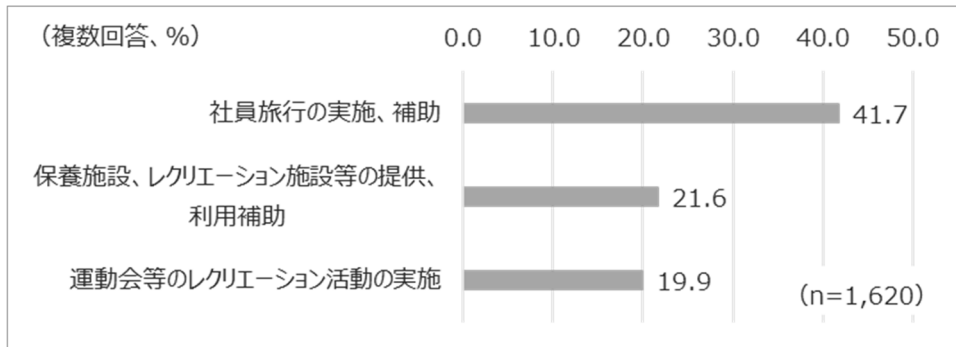 （複数回答、%）
0.0 10.0 20.0 30.0 40.0 50.0
社員旅行の実施、補助
41.7
保養施設、レクリエーション施設等の提供、
利用補助
21.6
運動会等のレクリエーション活動の実施
19.9
（n=1,620）